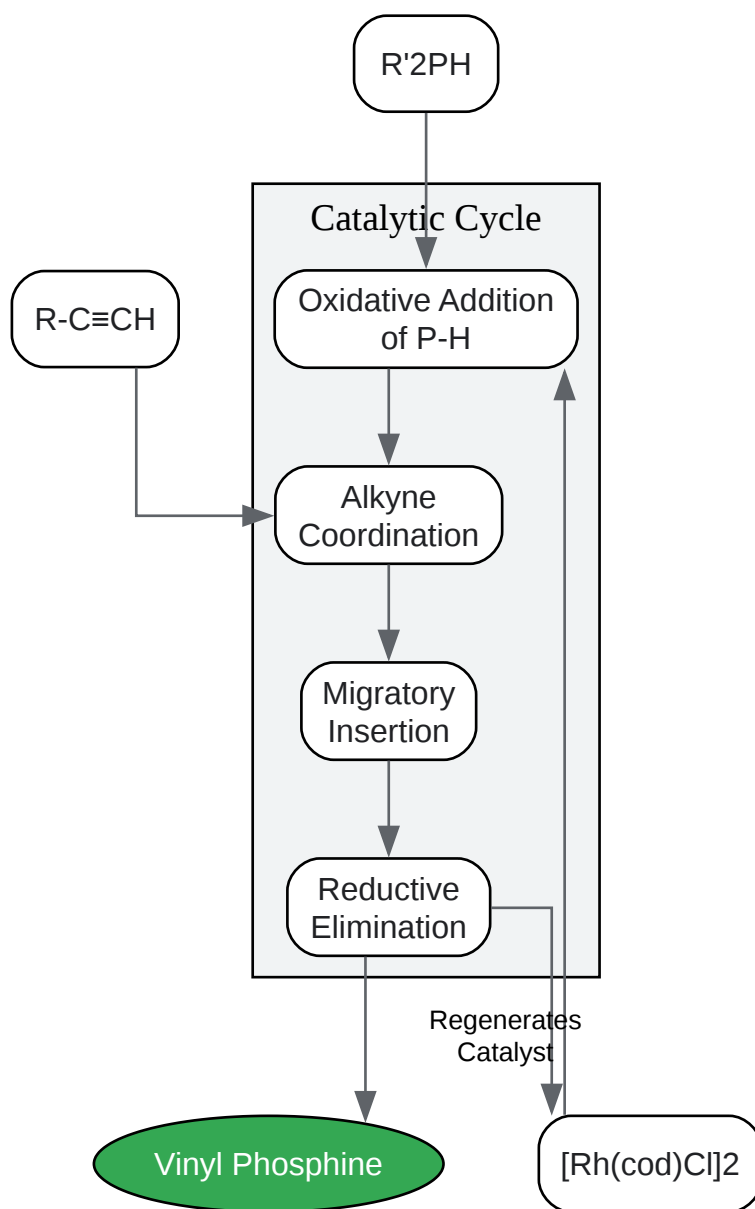 R'2PH
Catalytic Cycle
Oxidative Addition
of P-H
R-C≡CH
Alkyne
Coordination
Migratory
Insertion
Reductive
Elimination
Regenerates
Catalyst
Vinyl Phosphine
[Rh(cod)Cl]2